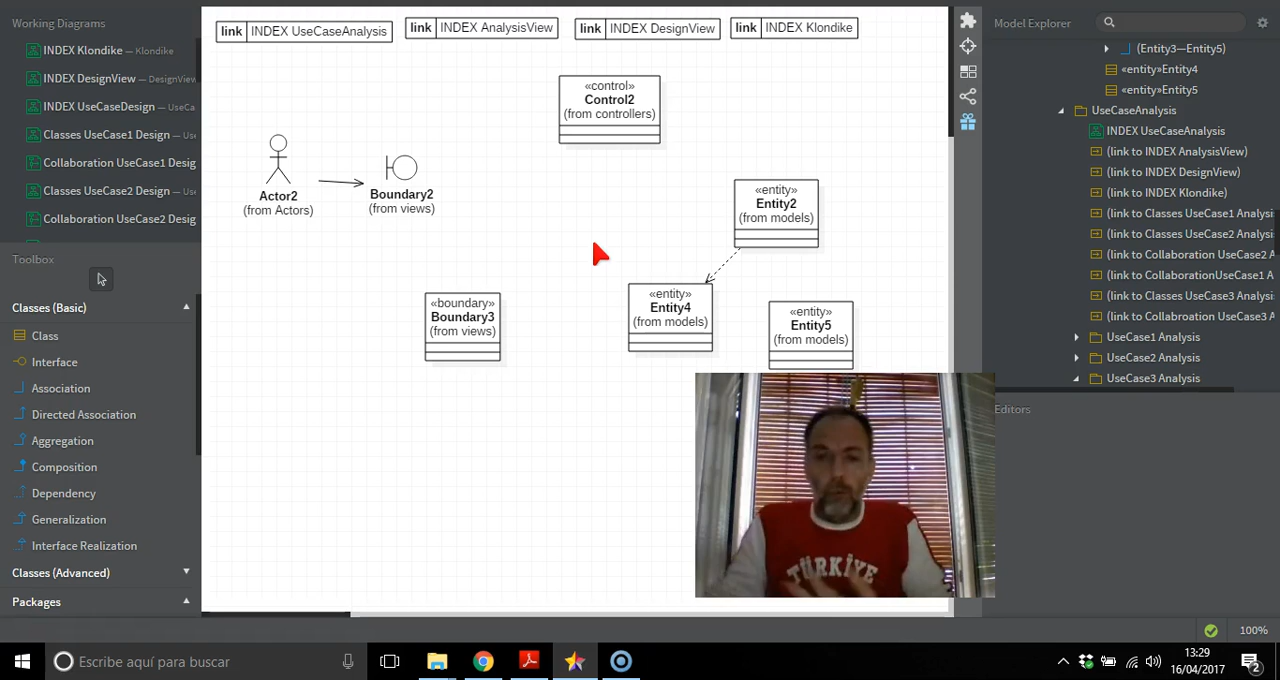 Working Diagrams
INDEX Klondike — Klondike
INDEX DesignView — DesignView
INDEX UseCaseDesign — UseCa
Classes UseCase1 Design — UseCa
Collaboration UseCase1 Desig
Classes UseCase2 Design — UseCa
Collaboration UseCase2 Desig
Toolbox
Classes (Basic)
Class
Interface
Association
Directed Association
Aggregation
Composition
Dependency
Generalization
Interface Realization
Classes (Advanced)
Packages
link INDEX UseCaseAnalysis
link INDEX AnalysisView
link INDEX DesignView
link INDEX Klondike
«control»
Control2
(from controllers)
Actor2
(from Actors)
Boundary2
(from views)
«entity»
Entity2
(from models)
«boundary»
Boundary3
(from views)
«entity»
Entity4
(from models)
«entity»
Entity5
(from models)
TÜRKİYE
Model Explorer
(Entity3—Entity5)
«entity»Entity4
«entity»Entity5
UseCaseAnalysis
INDEX UseCaseAnalysis
(link to INDEX AnalysisView)
(link to INDEX DesignView)
(link to INDEX Klondike)
(link to Classes UseCase1 Analysi
(link to Classes UseCase2 Analysi
(link to Collaboration UseCase2 A
(link to CollaborationUseCase1 A
(link to Classes UseCase3 Analysi
(link to Collabroation UseCase3 A
UseCase1 Analysis
UseCase2 Analysis
UseCase3 Analysis
Editors
100%
Escribe aquí para buscar
13:29
16/04/2017
2